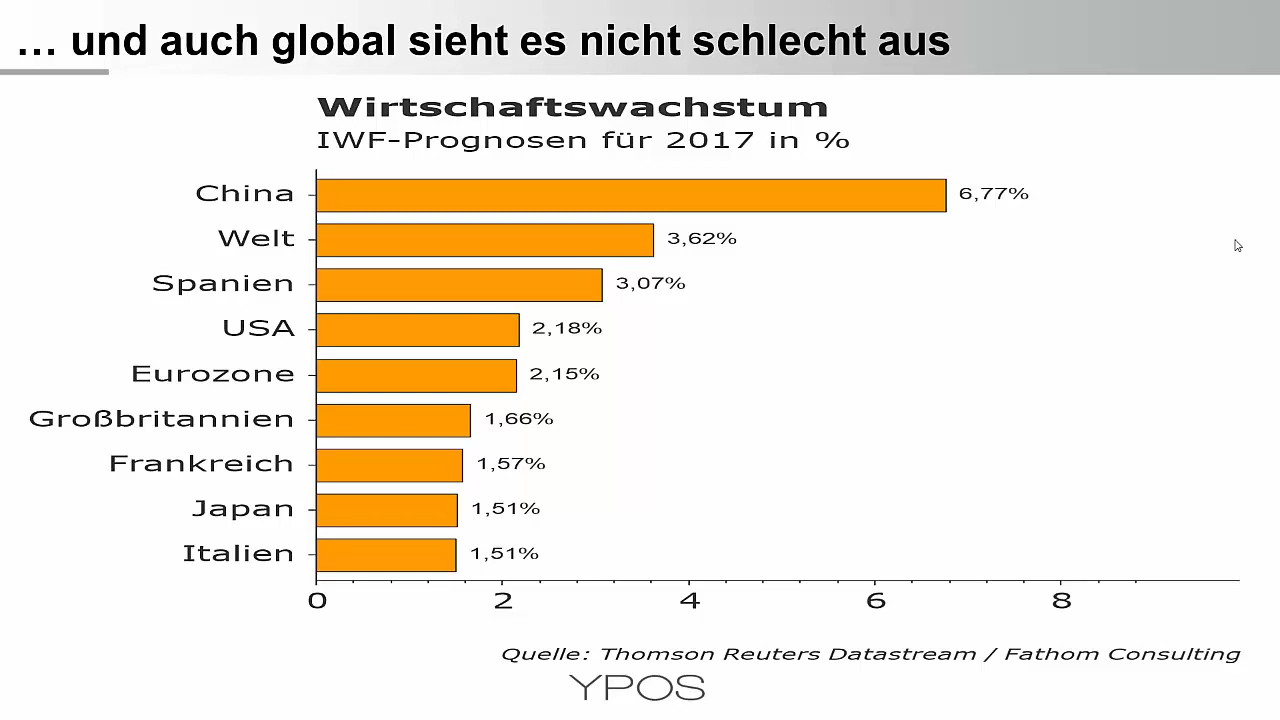 … und auch global sieht es nicht schlecht aus
Wirtschaftswachstum
IWF-Prognosen für 2017 in %
China 6,77%
Welt 3,62%
Spanien 3,07%
USA 2,18%
Eurozone 2,15%
Großbritannien 1,66%
Frankreich 1,57%
Japan 1,51%
Italien 1,51%
0 2 4 6 8
Quelle: Thomson Reuters Datastream / Fathom Consulting
YPOS